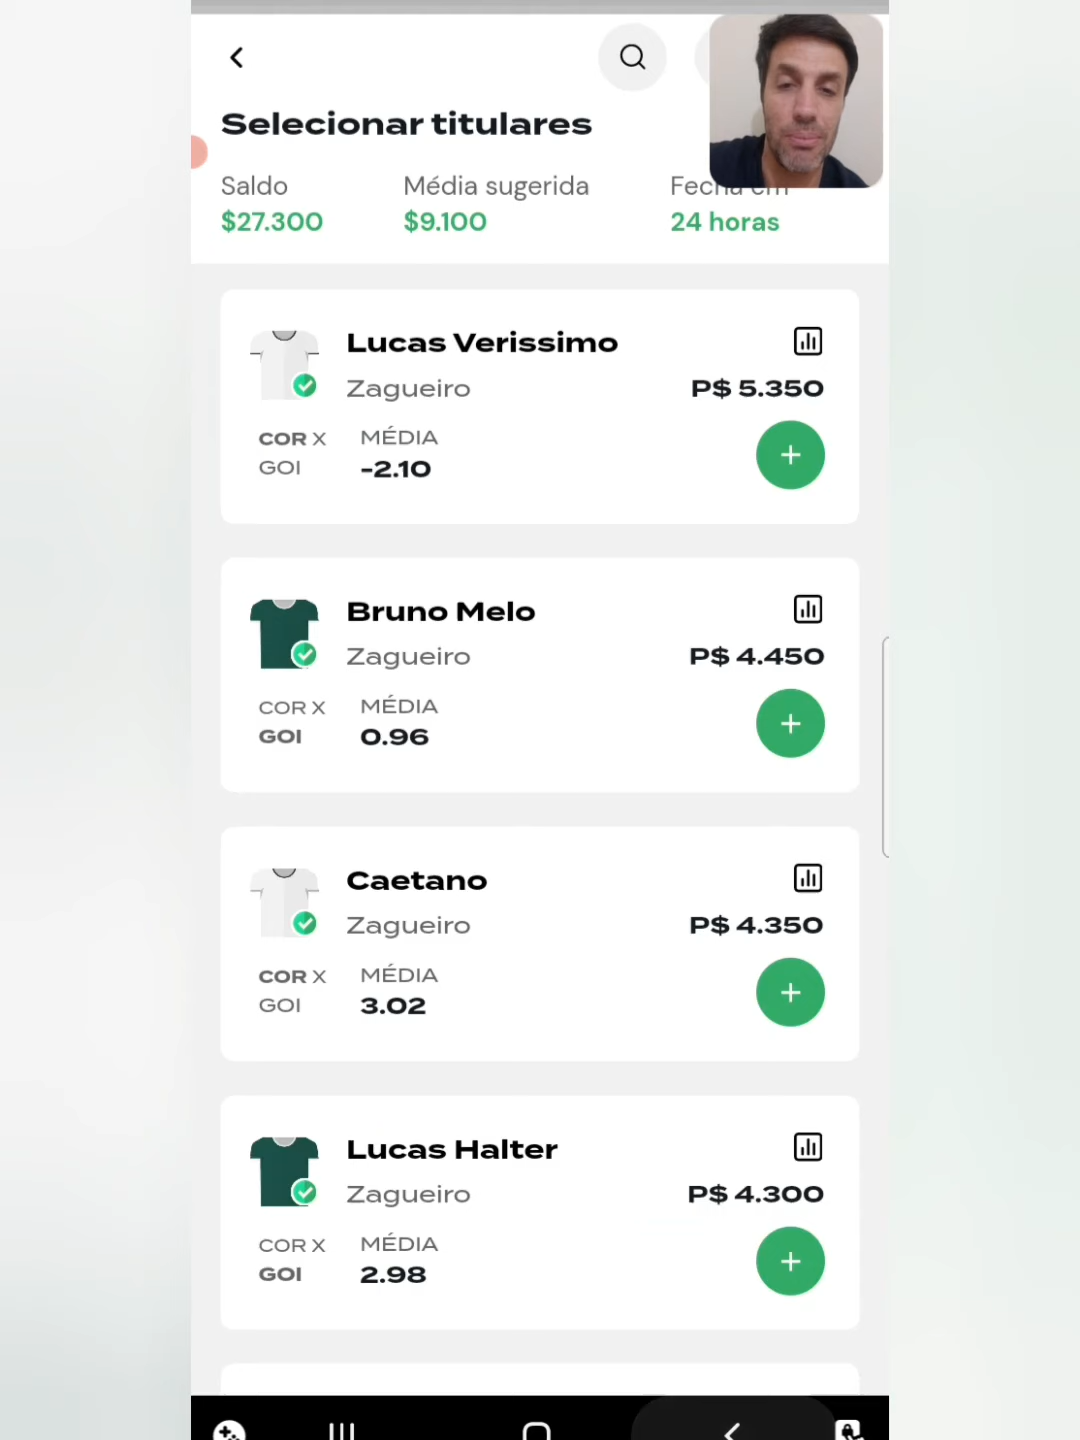 Selecionar titulares
Saldo
$27.300
Média sugerida
$9.100
Fecha em
24 horas
Lucas Verissimo
Zagueiro
P$ 5.350
COR X
GOI
MÉDIA
-2.10
Bruno Melo
Zagueiro
P$ 4.450
COR X
GOI
MÉDIA
0.96
Caetano
Zagueiro
P$ 4.350
COR X
GOI
MÉDIA
3.02
Lucas Halter
Zagueiro
P$ 4.300
COR X
GOI
MÉDIA
2.98